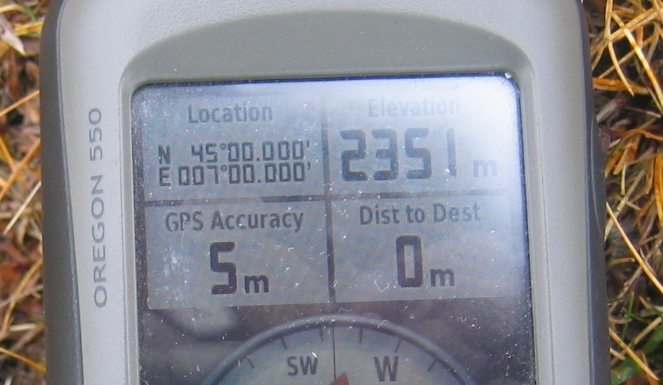 OREGON 550
Location
N 45°00.000'
E 007°00.000'
Elevation
2351 m
GPS Accuracy
5 m
Dist to Dest
0 m
SW W